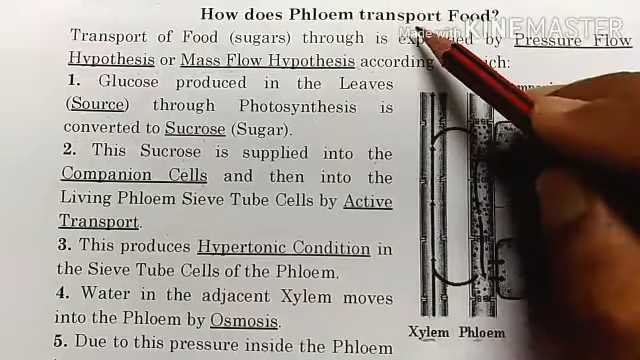 How does Phloem transport Food?
Made with KINEMASTER
Transport of Food (sugars) through is by Pressure Flow
Hypothesis or Mass Flow Hypothesis according
1. Glucose produced in the Leaves
(Source) through Photosynthesis is
converted to Sucrose (Sugar).
2. This Sucrose is supplied into the
Companion Cells and then into the
Living Phloem Sieve Tube Cells by Active
Transport.
3. This produces Hypertonic Condition in
the Sieve Tube Cells of the Phloem.
4. Water in the adjacent Xylem moves
into the Phloem by Osmosis.
5. Due to this pressure inside the Phloem
Xylem Phloem